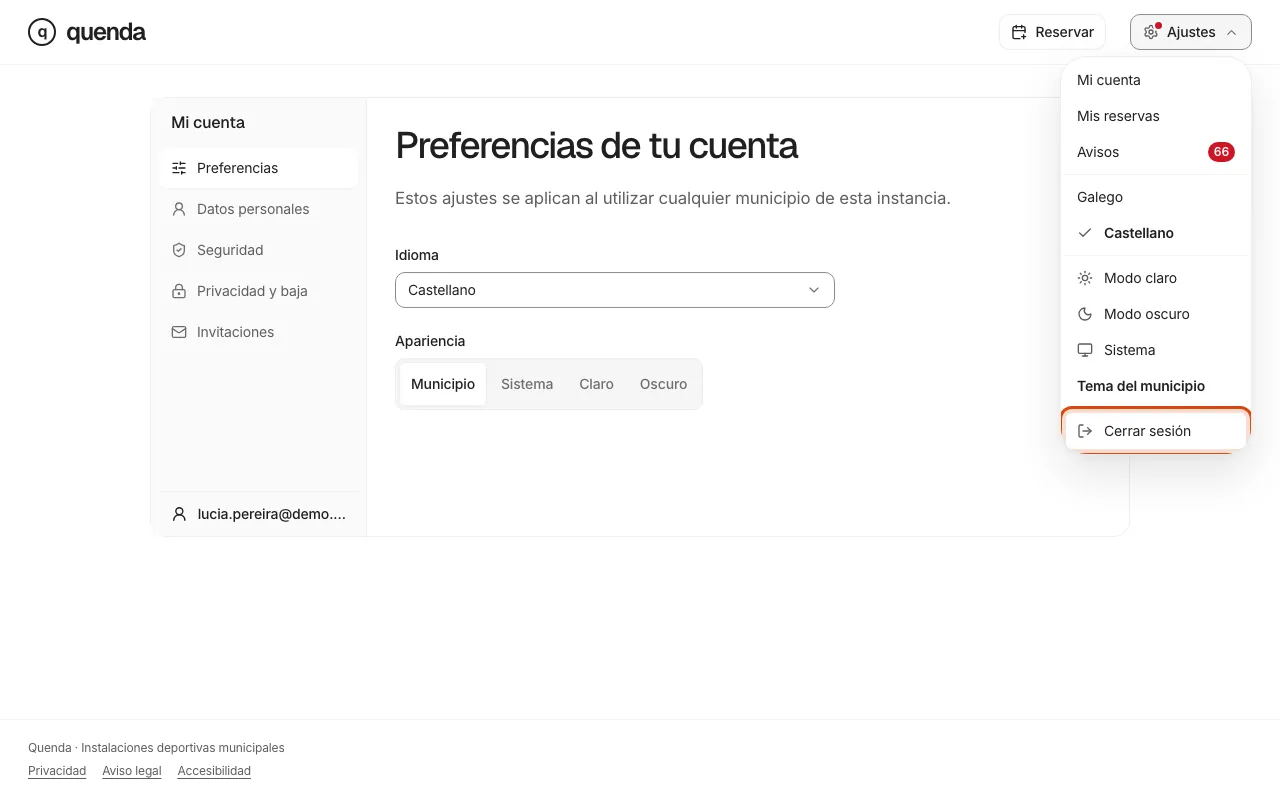 quenda
Reservar
Ajustes
Mi cuenta
Preferencias
Datos personales
Seguridad
Privacidad y baja
Invitaciones
lucia.pereira@demo....
Preferencias de tu cuenta
Estos ajustes se aplican al utilizar cualquier municipio de esta instancia.
Idioma
Castellano
Apariencia
Municipio Sistema Claro Oscuro
Mi cuenta
Mis reservas
Avisos 66
Galego
Castellano
Modo claro
Modo oscuro
Sistema
Tema del municipio
Cerrar sesión
Quenda · Instalaciones deportivas municipales
Privacidad Aviso legal Accesibilidad